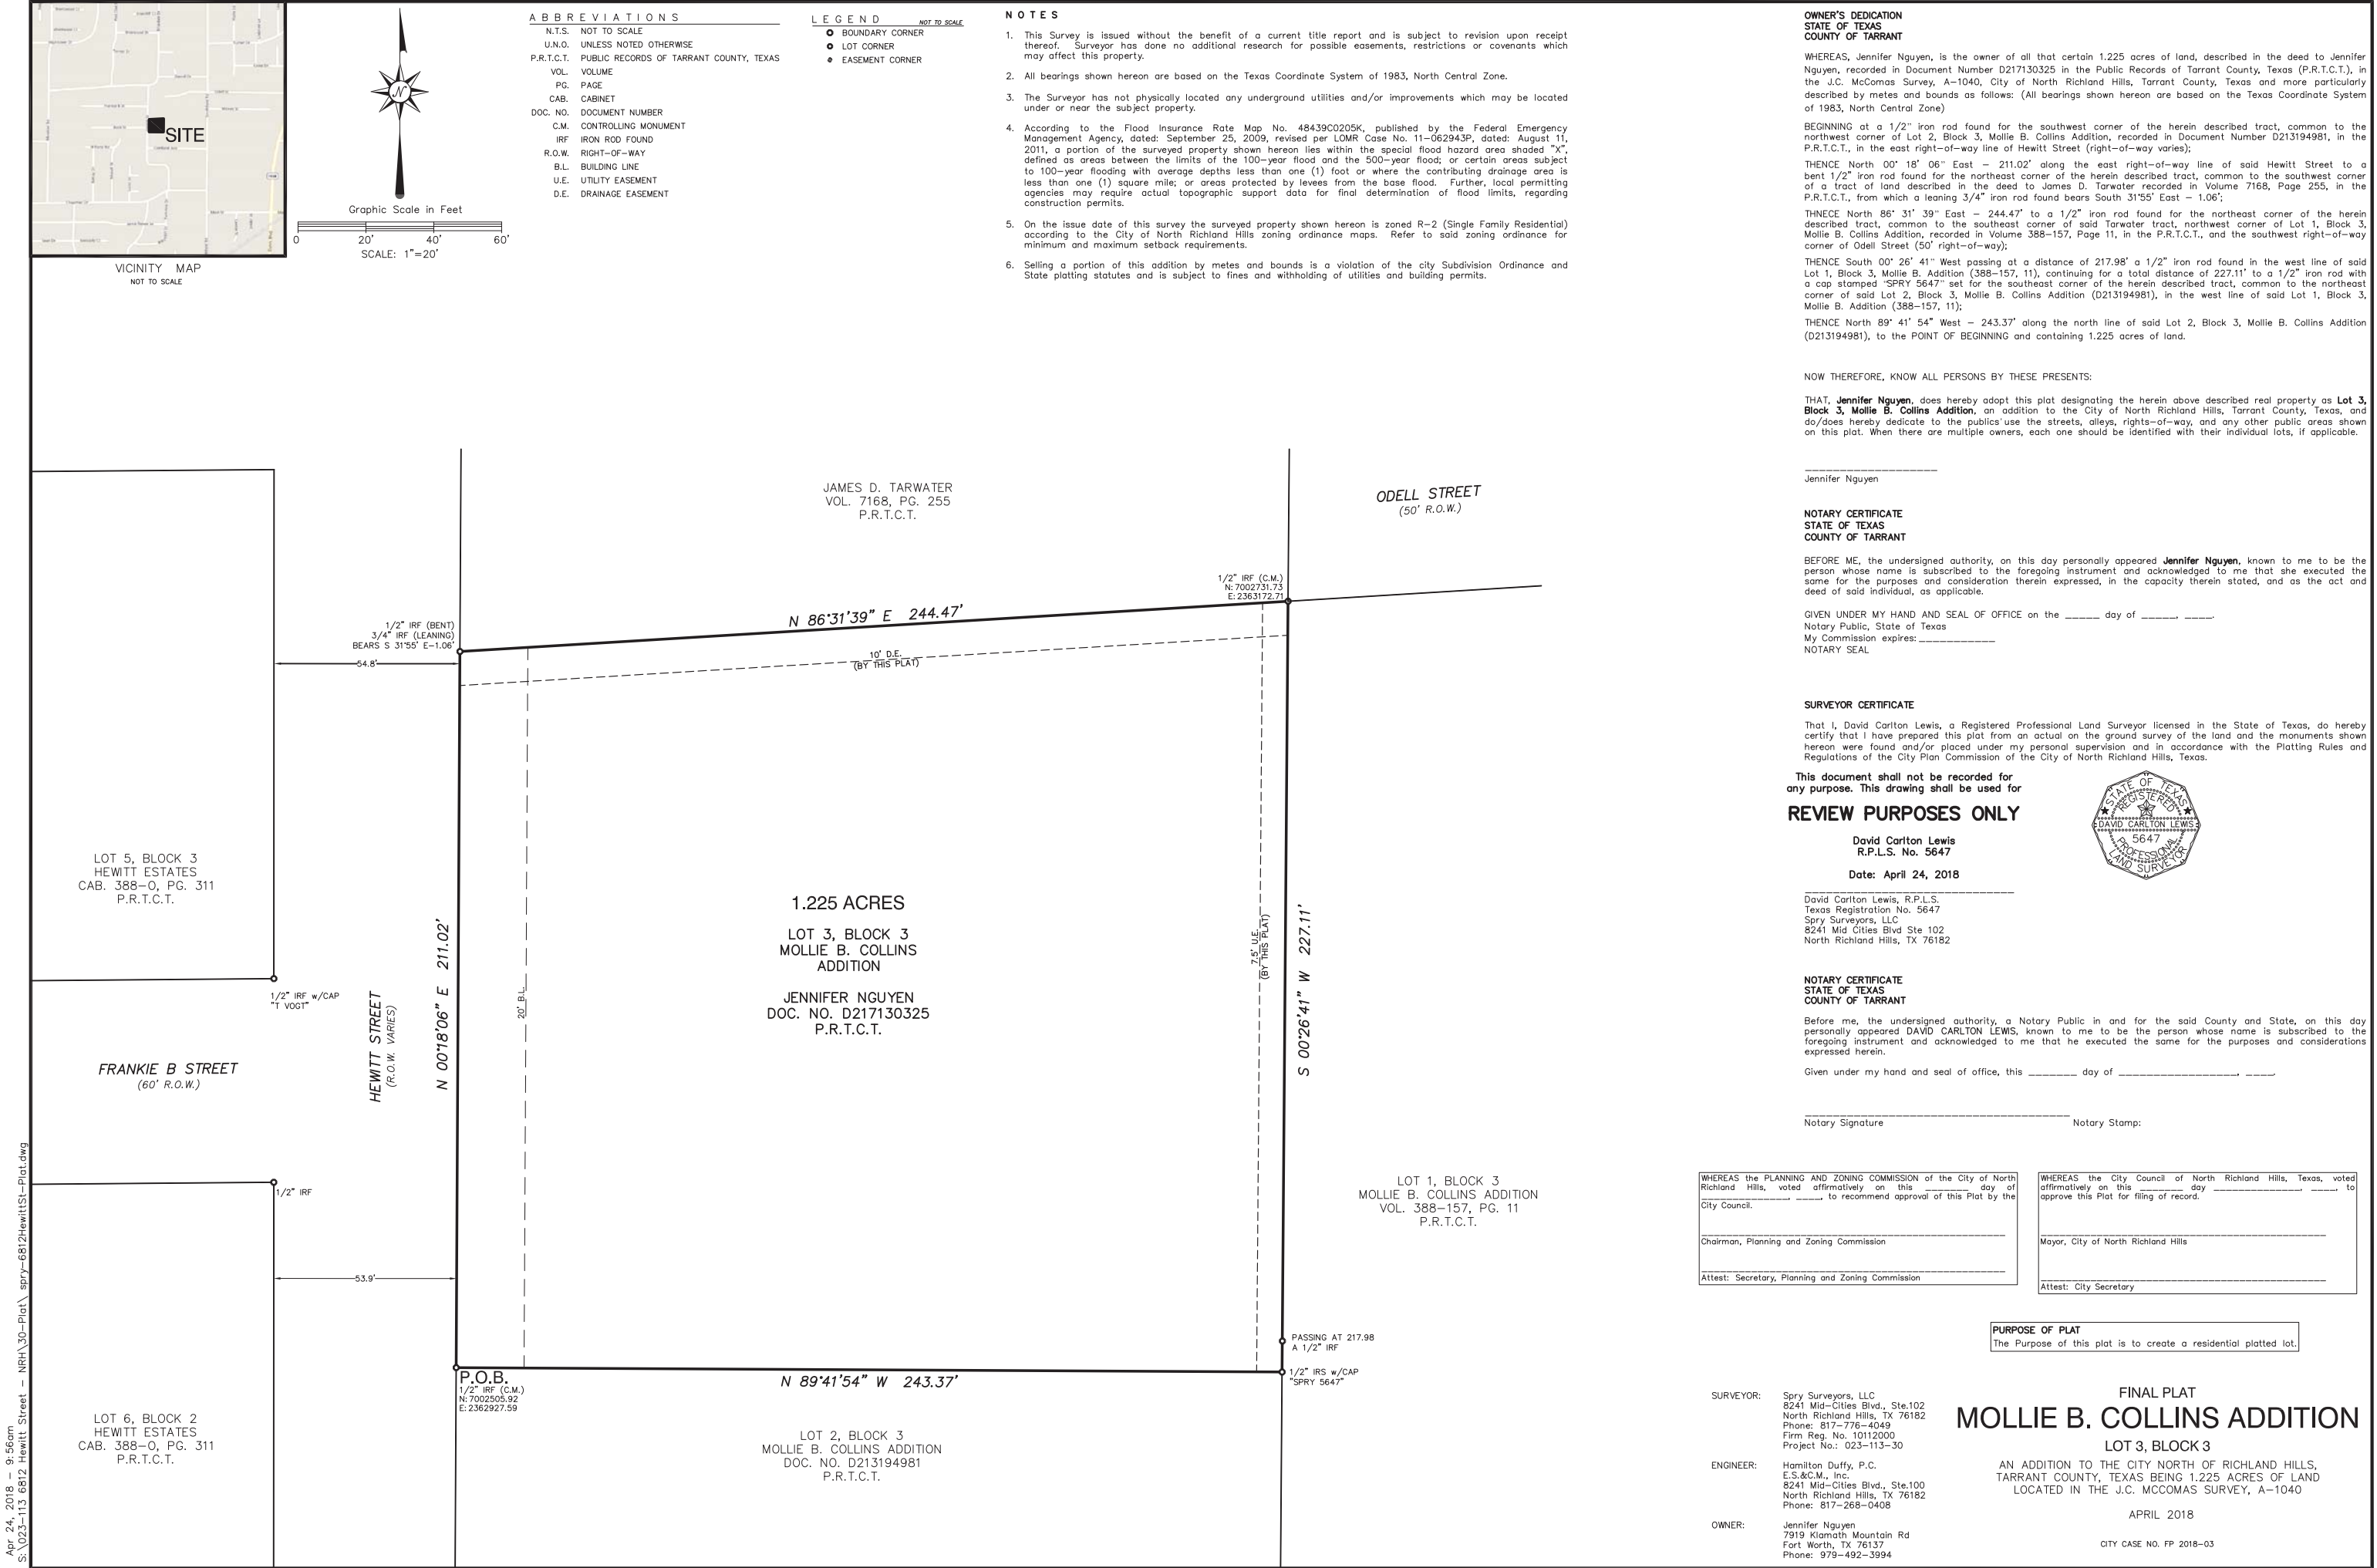 SITE
VICINITY MAP
NOT TO SCALE
N
Graphic Scale in Feet
0 20' 40' 60'
SCALE: 1"=20'
ABBREVIATIONS
N.T.S. NOT TO SCALE
U.N.O. UNLESS NOTED OTHERWISE
P.R.T.C.T. PUBLIC RECORDS OF TARRANT COUNTY, TEXAS
VOL. VOLUME
PG. PAGE
CAB. CABINET
DOC. NO. DOCUMENT NUMBER
C.M. CONTROLLING MONUMENT
IRF IRON ROD FOUND
R.O.W. RIGHT-OF-WAY
B.L. BUILDING LINE
U.E. UTILITY EASEMENT
D.E. DRAINAGE EASEMENT
LEGEND NOT TO SCALE
BOUNDARY CORNER
LOT CORNER
EASEMENT CORNER
NOTES
1. This Survey is issued without the benefit of a current title report and is subject to revision upon receipt
thereof. Surveyor has done no additional research for possible easements, restrictions or covenants which
may affect this property.
2. All bearings shown hereon are based on the Texas Coordinate System of 1983, North Central Zone.
3. The Surveyor has not physically located any underground utilities and/or improvements which may be located
under or near the subject property.
4. According to the Flood Insurance Rate Map No. 48439C0205K, published by the Federal Emergency
Management Agency, dated: September 25, 2009, revised per LOMR Case No. 11-062943P, dated: August 11,
2011, a portion of the surveyed property shown hereon lies within the special flood hazard area shaded "X",
defined as areas between the limits of the 100-year flood and the 500-year flood; or certain areas subject
to 100-year flooding with average depths less than one (1) foot or where the contributing drainage area is
less than one (1) square mile; or areas protected by levees from the base flood. Further, local permitting
agencies may require actual topographic support data for final determination of flood limits, regarding
construction permits.
5. On the issue date of this survey the surveyed property shown hereon is zoned R-2 (Single Family Residential)
according to the City of North Richland Hills zoning ordinance maps. Refer to said zoning ordinance for
minimum and maximum setback requirements.
6. Selling a portion of this addition by metes and bounds is a violation of the city Subdivision Ordinance and
State platting statutes and is subject to fines and withholding of utilities and building permits.
JAMES D. TARWATER
VOL. 7168, PG. 255
P.R.T.C.T.
ODELL STREET
(50' R.O.W.)
1/2" IRF (C.M.)
N: 7002731.73
E: 2363172.71
N 86°31'39" E 244.47'
1/2" IRF (BENT)
3/4" IRF (LEANING)
BEARS S 31°55' E-1.06'
54.8'
10' D.E.
(BY THIS PLAT)
LOT 5, BLOCK 3
HEWITT ESTATES
CAB. 388-O, PG. 311
P.R.T.C.T.
1/2" IRF w/CAP
"T VOGT"
FRANKIE B STREET
(60' R.O.W.)
HEWITT STREET
(R.O.W. VARIES)
N 00°18'06" E 211.02'
20' B.L.
1.225 ACRES
LOT 3, BLOCK 3
MOLLIE B. COLLINS
ADDITION
JENNIFER NGUYEN
DOC. NO. D217130325
P.R.T.C.T.
7.5' U.E.
(BY THIS PLAT)
S 00°26'41" W 227.11'
1/2" IRF
53.9'
LOT 1, BLOCK 3
MOLLIE B. COLLINS ADDITION
VOL. 388-157, PG. 11
P.R.T.C.T.
PASSING AT 217.98
A 1/2" IRF
1/2" IRS w/CAP
"SPRY 5647"
P.O.B.
1/2" IRF (C.M.)
N: 7002505.92
E: 2362927.59
N 89°41'54" W 243.37'
LOT 6, BLOCK 2
HEWITT ESTATES
CAB. 388-O, PG. 311
P.R.T.C.T.
LOT 2, BLOCK 3
MOLLIE B. COLLINS ADDITION
DOC. NO. D213194981
P.R.T.C.T.
Apr 24, 2018 - 9:56am
S:\023-113 6812 Hewitt Street - NRH\30-Plat\ spry-6812HewittSt-Plat.dwg
OWNER'S DEDICATION
STATE OF TEXAS
COUNTY OF TARRANT
WHEREAS, Jennifer Nguyen, is the owner of all that certain 1.225 acres of land, described in the deed to Jennifer
Nguyen, recorded in Document Number D217130325 in the Public Records of Tarrant County, Texas (P.R.T.C.T.), in
the J.C. McComas Survey, A-1040, City of North Richland Hills, Tarrant County, Texas and more particularly
described by metes and bounds as follows: (All bearings shown hereon are based on the Texas Coordinate System
of 1983, North Central Zone)
BEGINNING at a 1/2" iron rod found for the southwest corner of the herein described tract, common to the
northwest corner of Lot 2, Block 3, Mollie B. Collins Addition, recorded in Document Number D213194981, in the
P.R.T.C.T., in the east right-of-way line of Hewitt Street (right-of-way varies);
THENCE North 00° 18' 06" East - 211.02' along the east right-of-way line of said Hewitt Street to a
bent 1/2" iron rod found for the northeast corner of the herein described tract, common to the southwest corner
of a tract of land described in the deed to James D. Tarwater recorded in Volume 7168, Page 255, in the
P.R.T.C.T., from which a leaning 3/4" iron rod found bears South 31°55' East - 1.06';
THNECE North 86° 31' 39" East - 244.47' to a 1/2" iron rod found for the northeast corner of the herein
described tract, common to the southeast corner of said Tarwater tract, northwest corner of Lot 1, Block 3,
Mollie B. Collins Addition, recorded in Volume 388-157, Page 11, in the P.R.T.C.T., and the southwest right-of-way
corner of Odell Street (50' right-of-way);
THENCE South 00° 26' 41" West passing at a distance of 217.98' a 1/2" iron rod found in the west line of said
Lot 1, Block 3, Mollie B. Addition (388-157, 11), continuing for a total distance of 227.11' to a 1/2" iron rod with
a cap stamped "SPRY 5647" set for the southeast corner of the herein described tract, common to the northeast
corner of said Lot 2, Block 3, Mollie B. Collins Addition (D213194981), in the west line of said Lot 1, Block 3,
Mollie B. Addition (388-157, 11);
THENCE North 89° 41' 54" West - 243.37' along the north line of said Lot 2, Block 3, Mollie B. Collins Addition
(D213194981), to the POINT OF BEGINNING and containing 1.225 acres of land.
NOW THEREFORE, KNOW ALL PERSONS BY THESE PRESENTS:
THAT, Jennifer Nguyen, does hereby adopt this plat designating the herein above described real property as Lot 3,
Block 3, Mollie B. Collins Addition, an addition to the City of North Richland Hills, Tarrant County, Texas, and
do/does hereby dedicate to the publics' use the streets, alleys, rights-of-way, and any other public areas shown
on this plat. When there are multiple owners, each one should be identified with their individual lots, if applicable.
Jennifer Nguyen
NOTARY CERTIFICATE
STATE OF TEXAS
COUNTY OF TARRANT
BEFORE ME, the undersigned authority, on this day personally appeared Jennifer Nguyen, known to me to be the
person whose name is subscribed to the foregoing instrument and acknowledged to me that she executed the
same for the purposes and consideration therein expressed, in the capacity therein stated, and as the act and
deed of said individual, as applicable.
GIVEN UNDER MY HAND AND SEAL OF OFFICE on the _____ day of _____, ____.
Notary Public, State of Texas
My Commission expires: ___________
NOTARY SEAL
SURVEYOR CERTIFICATE
That I, David Carlton Lewis, a Registered Professional Land Surveyor licensed in the State of Texas, do hereby
certify that I have prepared this plat from an actual on the ground survey of the land and the monuments shown
hereon were found and/or placed under my personal supervision and in accordance with the Platting Rules and
Regulations of the City Plan Commission of the City of North Richland Hills, Texas.
This document shall not be recorded for
any purpose. This drawing shall be used for
REVIEW PURPOSES ONLY
David Carlton Lewis
R.P.L.S. No. 5647
Date: April 24, 2018
STATE OF TEXAS
REGISTERED
DAVID CARLTON LEWIS
5647
PROFESSIONAL
LAND SURVEYOR
David Carlton Lewis, R.P.L.S.
Texas Registration No. 5647
Spry Surveyors, LLC
8241 Mid Cities Blvd Ste 102
North Richland Hills, TX 76182
NOTARY CERTIFICATE
STATE OF TEXAS
COUNTY OF TARRANT
Before me, the undersigned authority, a Notary Public in and for the said County and State, on this day
personally appeared DAVID CARLTON LEWIS, known to me to be the person whose name is subscribed to the
foregoing instrument and acknowledged to me that he executed the same for the purposes and considerations
expressed herein.
Given under my hand and seal of office, this _______ day of _________________, ____.
Notary Signature Notary Stamp:
WHEREAS the PLANNING AND ZONING COMMISSION of the City of North
Richland Hills, voted affirmatively on this _______ day of
______________, ____, to recommend approval of this Plat by the
City Council.
Chairman, Planning and Zoning Commission
Attest: Secretary, Planning and Zoning Commission
WHEREAS the City Council of North Richland Hills, Texas, voted
affirmatively on this _______ day ______________, ____, to
approve this Plat for filing of record.
Mayor, City of North Richland Hills
Attest: City Secretary
PURPOSE OF PLAT
The Purpose of this plat is to create a residential platted lot.
SURVEYOR: Spry Surveyors, LLC
8241 Mid-Cities Blvd., Ste.102
North Richland Hills, TX 76182
Phone: 817-776-4049
Firm Reg. No. 10112000
Project No.: 023-113-30
ENGINEER: Hamilton Duffy, P.C.
E.S.&C.M., Inc.
8241 Mid-Cities Blvd., Ste.100
North Richland Hills, TX 76182
Phone: 817-268-0408
OWNER: Jennifer Nguyen
7919 Klamath Mountain Rd
Fort Worth, TX 76137
Phone: 979-492-3994
FINAL PLAT
MOLLIE B. COLLINS ADDITION
LOT 3, BLOCK 3
AN ADDITION TO THE CITY NORTH OF RICHLAND HILLS,
TARRANT COUNTY, TEXAS BEING 1.225 ACRES OF LAND
LOCATED IN THE J.C. MCCOMAS SURVEY, A-1040
APRIL 2018
CITY CASE NO. FP 2018-03